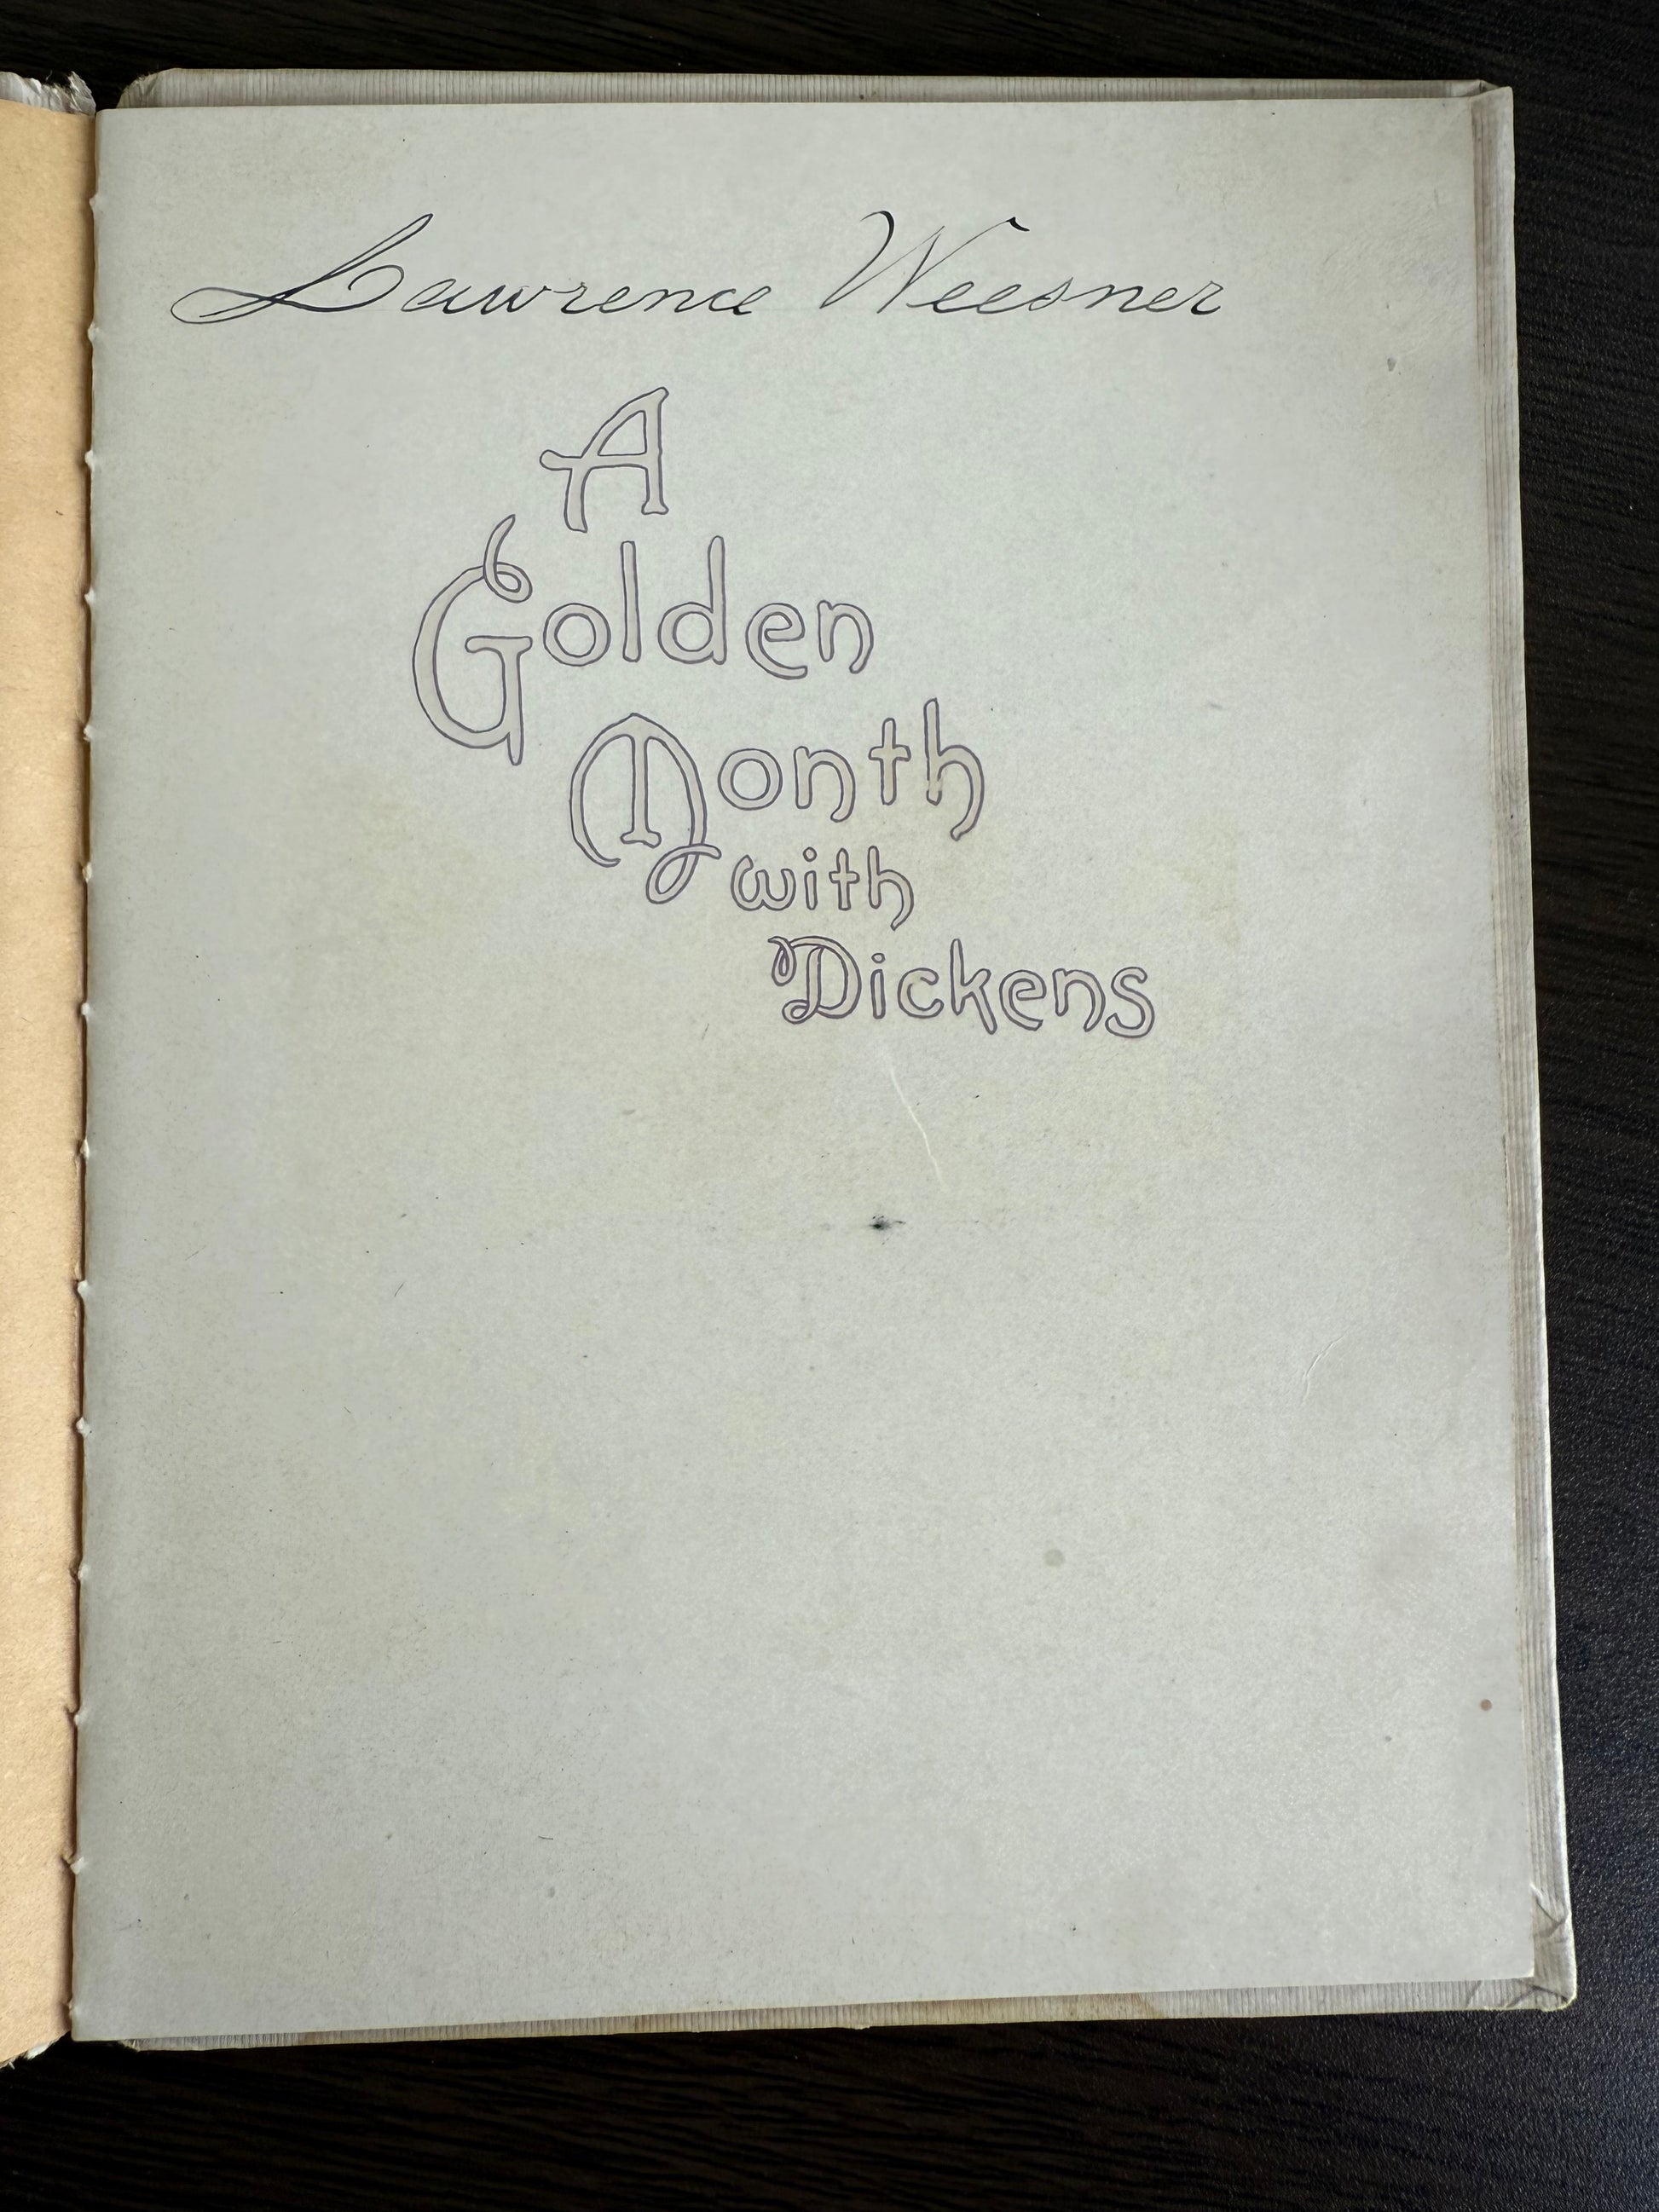 Lawrence Weesner
A
Golden
Month
with
Dickens